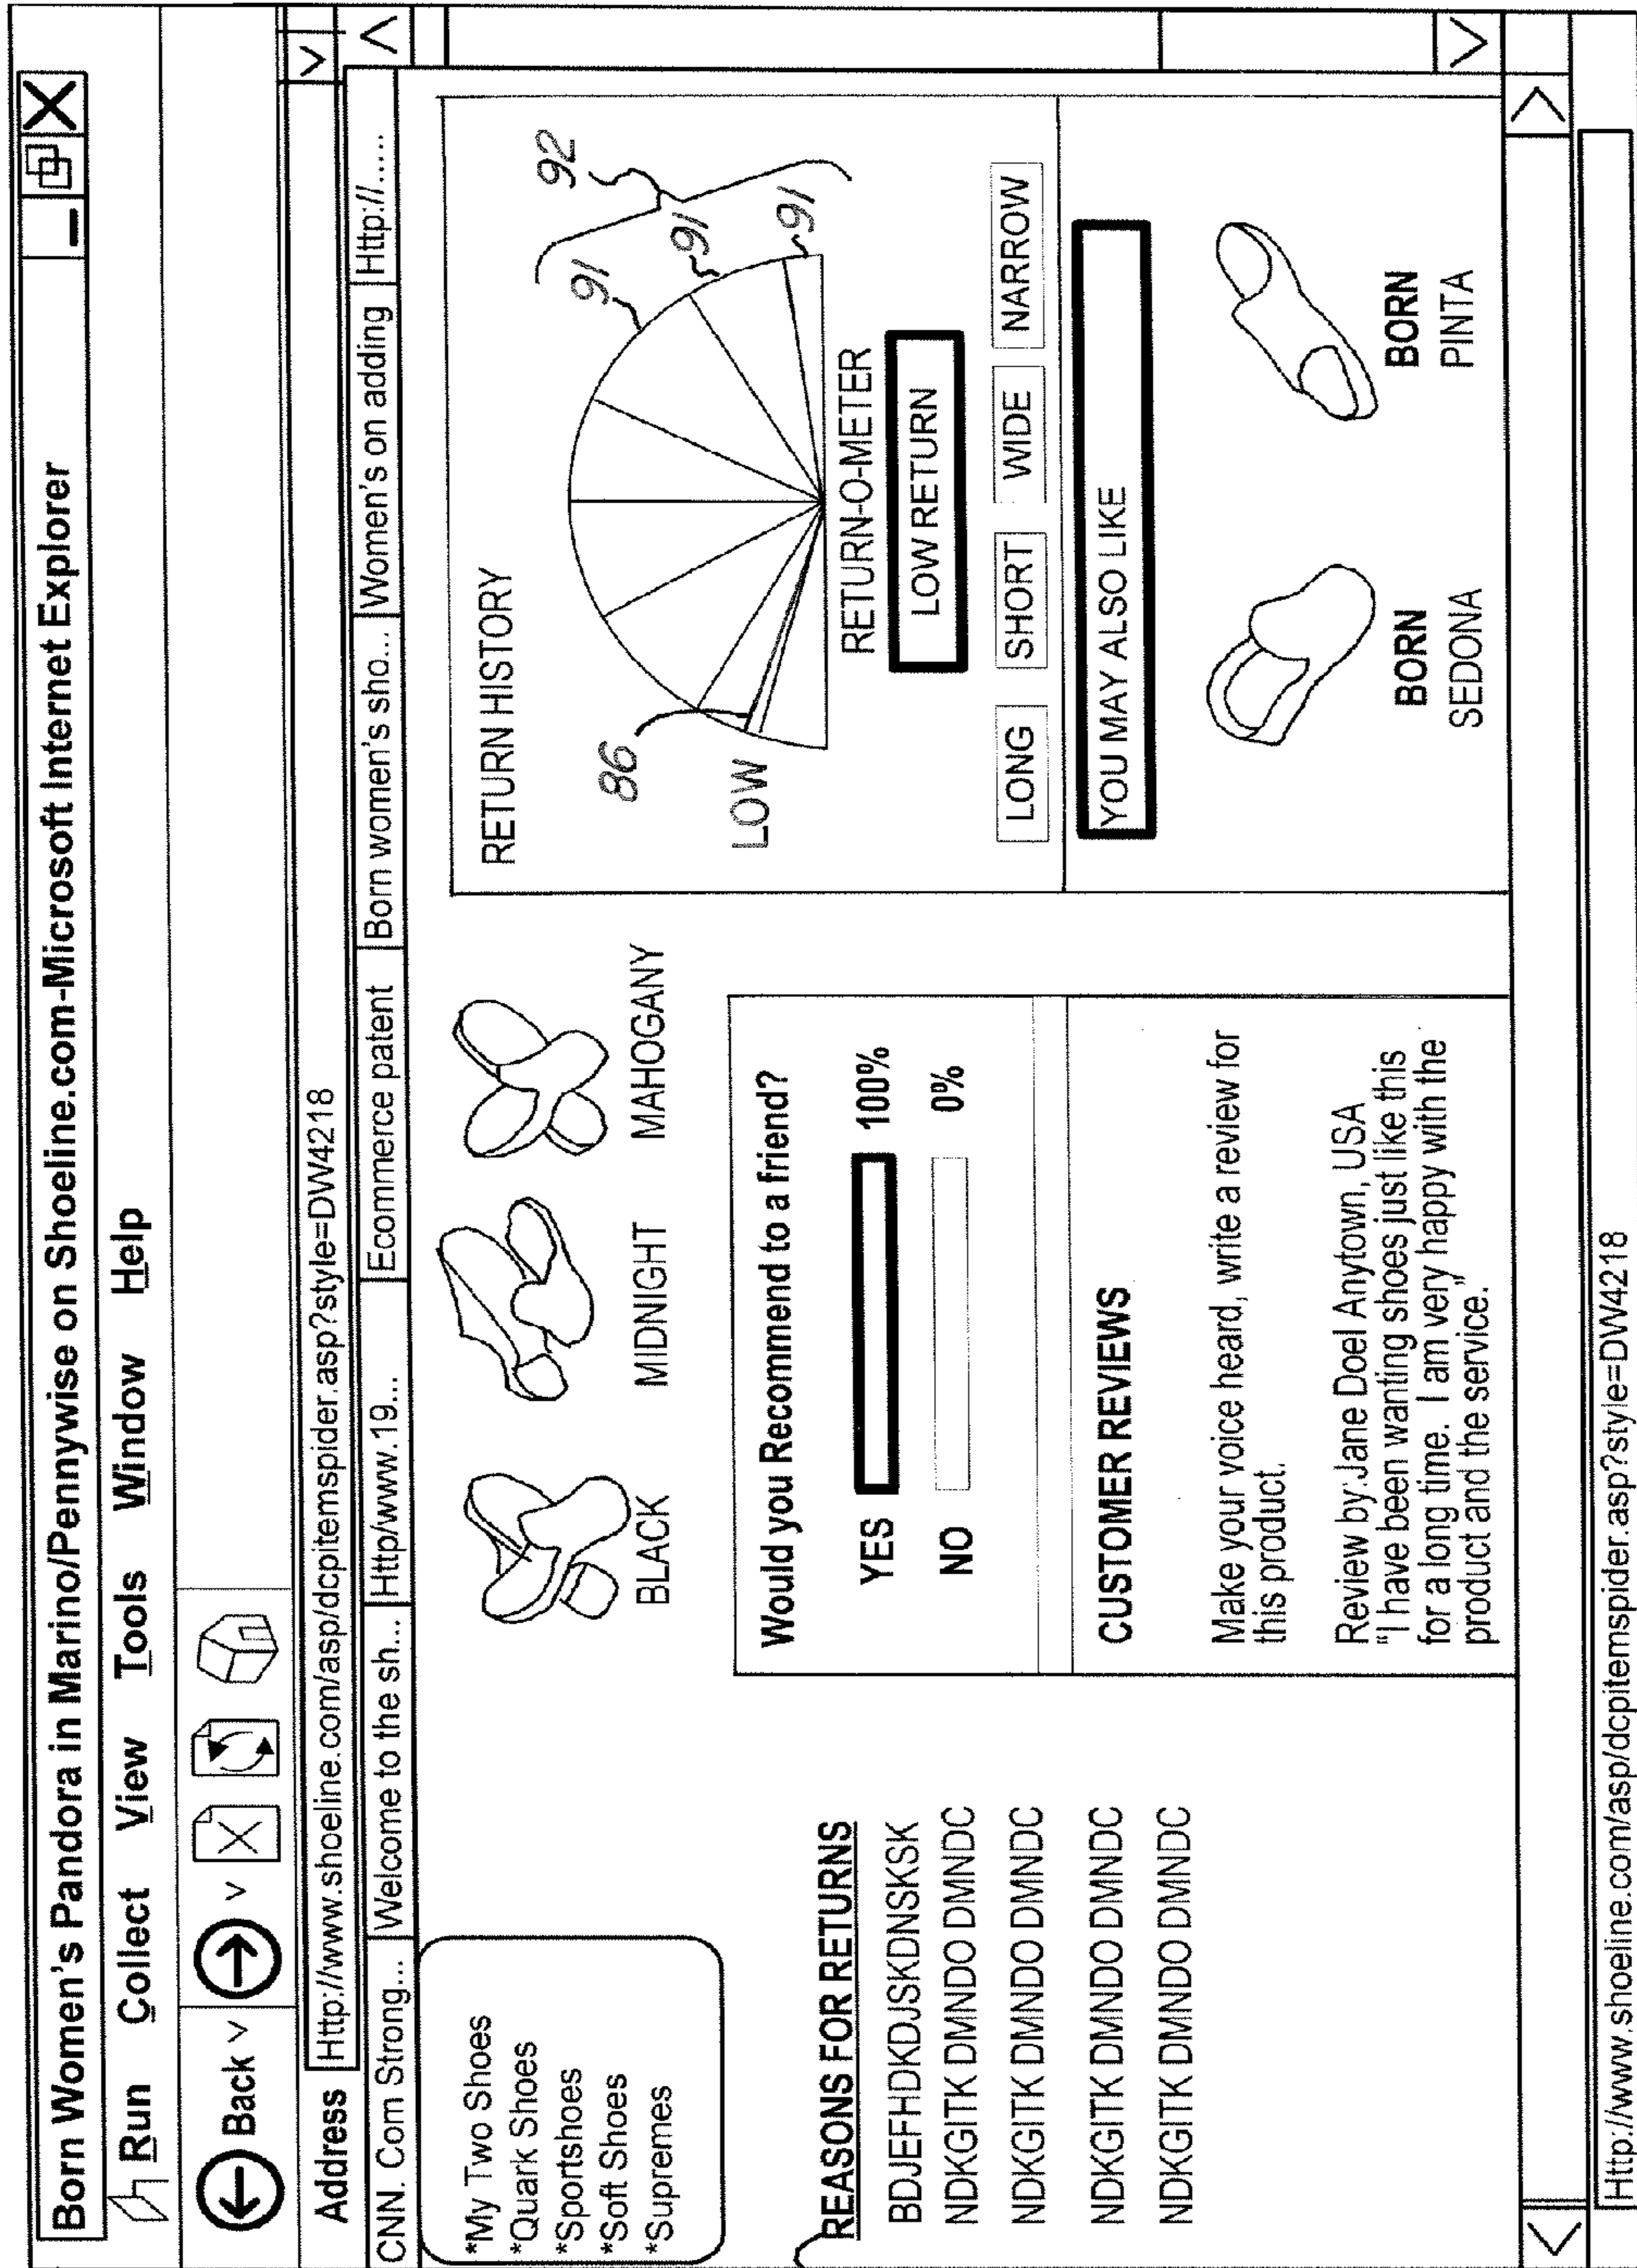 Born Women's Pandora in Marino/Pennywise on Shoeline.com-Microsoft Internet Explorer
Run Collect View Tools Window Help
Back
Address Http://www.shoeline.com/asp/dcpitemspider.asp?style=DW4218
CNN. Com Strong... Welcome to the sh... Http/www.19... Ecommerce patent Born women's sho... Women's on adding Http://.....
*My Two Shoes
*Quark Shoes
*Sportshoes
*Soft Shoes
*Supremes
REASONS FOR RETURNS
BDJEFHDKDJSKDNSKSK
NDKGITK DMNDO DMNDC
NDKGITK DMNDO DMNDC
NDKGITK DMNDO DMNDC
NDKGITK DMNDO DMNDC
BLACK
MIDNIGHT
MAHOGANY
Would you Recommend to a friend?
YES 100%
NO 0%
CUSTOMER REVIEWS
Make your voice heard, write a review for
this product.
Review by:Jane Doel Anytown, USA
"I have been wanting shoes just like this
for a long time. I am very happy with the
product and the service."
RETURN HISTORY
86
91
91
91
92
LOW
RETURN-O-METER
LOW RETURN
LONG SHORT WIDE NARROW
YOU MAY ALSO LIKE
BORN
SEDONA
BORN
PINTA
Http://www.shoeline.com/asp/dcpitemspider.asp?style=DW4218